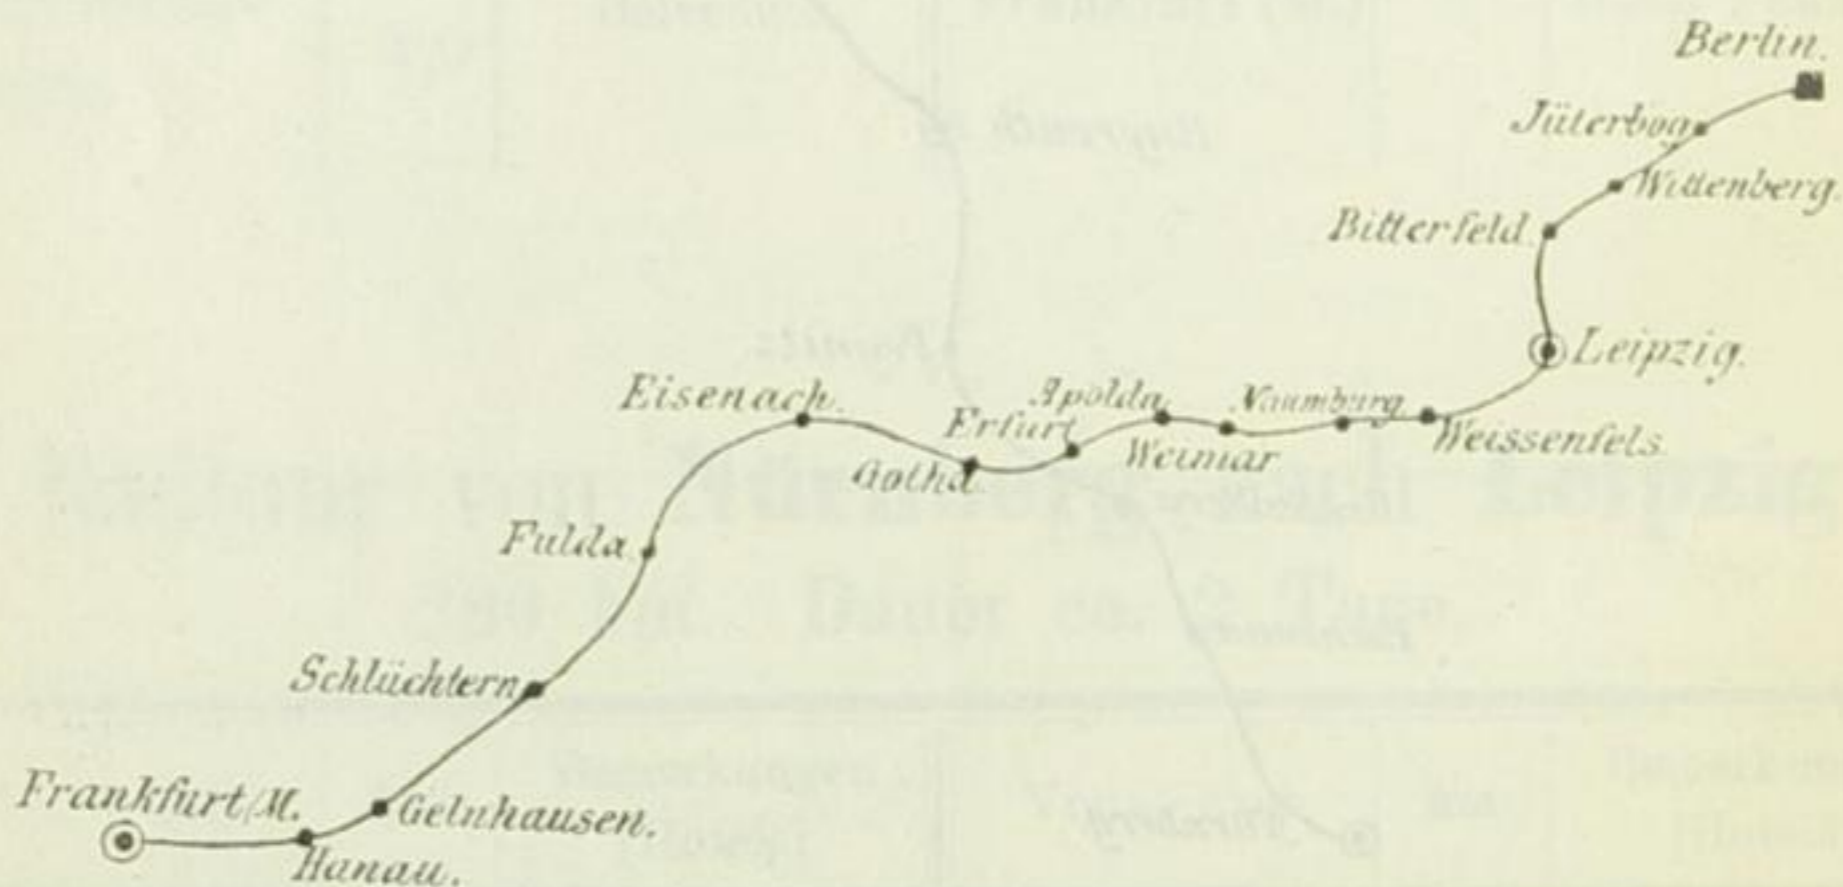 Berlin.
Jüterbog
Wittenberg.
Bitterfeld.
Leipzig.
Eisenach.
Apolda.
Naumburg
Erfurt
Weissenfels.
Weimar
Gotha.
Fulda.
Schlüchtern
Frankfurt/M.
Gelnhausen.
Hanau.